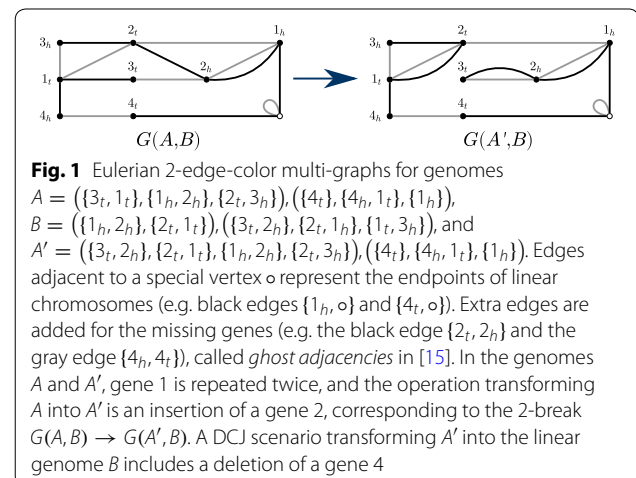 3ₕ 2ₜ 1ₕ 3ₕ 2ₜ 1ₕ
1ₜ 3ₜ 2ₕ 1ₜ 3ₜ 2ₕ
4ₕ 4ₜ 4ₕ 4ₜ
G(A,B) G(A′,B)
Fig. 1 Eulerian 2-edge-color multi-graphs for genomes
A = ({3ₜ, 1ₜ}, {1ₕ, 2ₕ}, {2ₜ, 3ₕ}), ({4ₜ}, {4ₕ, 1ₜ}, {1ₕ}),
B = ({1ₕ, 2ₕ}, {2ₜ, 1ₜ}), ({3ₜ, 2ₕ}, {2ₜ, 1ₕ}, {1ₜ, 3ₕ}), and
A′ = ({3ₜ, 2ₕ}, {2ₜ, 1ₜ}, {1ₕ, 2ₕ}, {2ₜ, 3ₕ}), ({4ₜ}, {4ₕ, 1ₜ}, {1ₕ}). Edges
adjacent to a special vertex ∘ represent the endpoints of linear
chromosomes (e.g. black edges {1ₕ, ∘} and {4ₜ, ∘}). Extra edges are
added for the missing genes (e.g. the black edge {2ₜ, 2ₕ} and the
gray edge {4ₕ, 4ₜ}), called ghost adjacencies in [15]. In the genomes
A and A′, gene 1 is repeated twice, and the operation transforming
A into A′ is an insertion of a gene 2, corresponding to the 2-break
G(A, B) → G(A′, B). A DCJ scenario transforming A′ into the linear
genome B includes a deletion of a gene 4